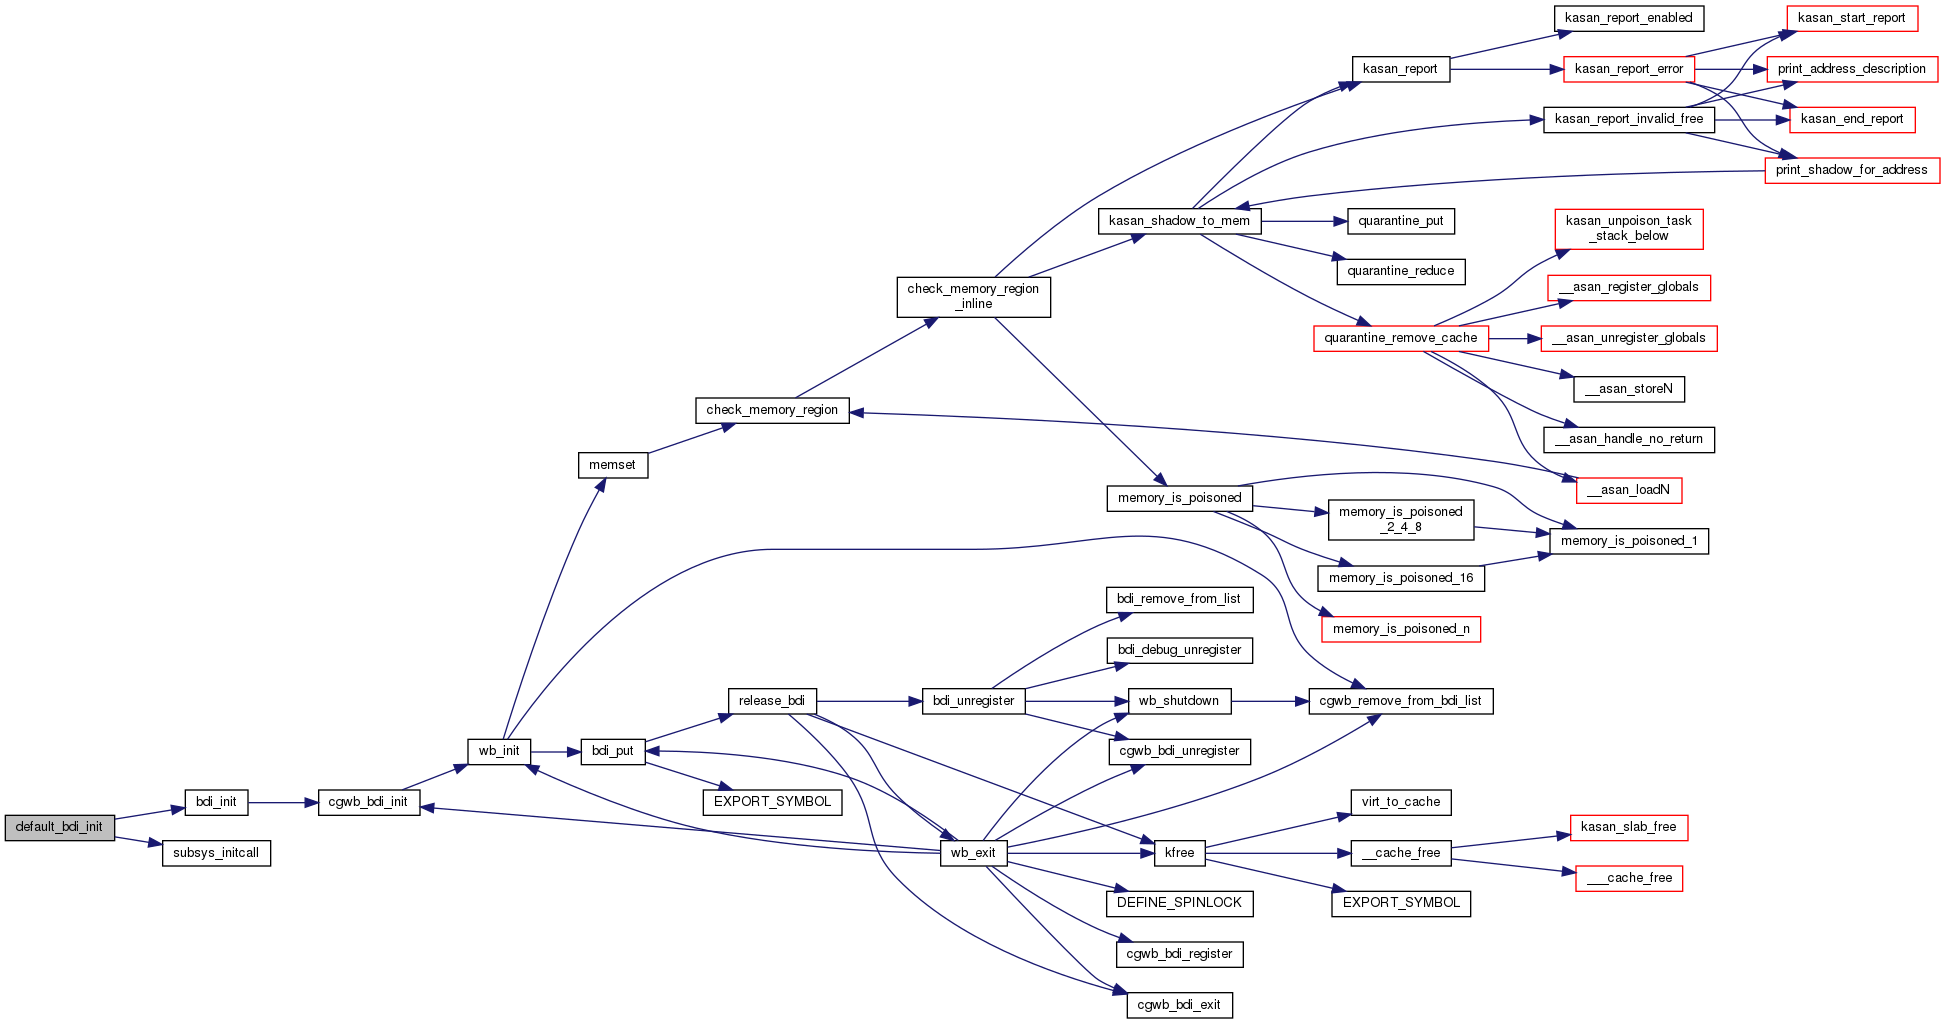 kasan_report_enabled
kasan_start_report
kasan_report
kasan_report_error
print_address_description
kasan_report_invalid_free
kasan_end_report
print_shadow_for_address
kasan_shadow_to_mem
quarantine_put
kasan_unpoison_task
_stack_below
quarantine_reduce
check_memory_region
_inline
__asan_register_globals
quarantine_remove_cache
__asan_unregister_globals
__asan_storeN
check_memory_region
__asan_handle_no_return
memset
__asan_loadN
memory_is_poisoned
memory_is_poisoned
_2_4_8
memory_is_poisoned_1
memory_is_poisoned_16
bdi_remove_from_list
memory_is_poisoned_n
bdi_debug_unregister
release_bdi
bdi_unregister
wb_shutdown
cgwb_remove_from_bdi_list
wb_init
bdi_put
cgwb_bdi_unregister
bdi_init
cgwb_bdi_init
EXPORT_SYMBOL
virt_to_cache
default_bdi_init
kasan_slab_free
subsys_initcall
wb_exit
kfree
__cache_free
___cache_free
DEFINE_SPINLOCK
EXPORT_SYMBOL
cgwb_bdi_register
cgwb_bdi_exit